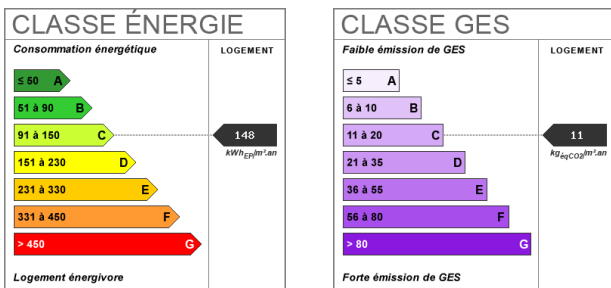 CLASSE ÉNERGIE
Consommation énergétique
LOGEMENT
≤ 50 A
51 à 90 B
91 à 150 C
148
kWhEP/m².an
151 à 230 D
231 à 330 E
331 à 450 F
> 450 G
Logement énergivore
CLASSE GES
Faible émission de GES
LOGEMENT
≤ 5 A
6 à 10 B
11 à 20 C
11
kgéqCO2/m².an
21 à 35 D
36 à 55 E
56 à 80 F
> 80 G
Forte émission de GES